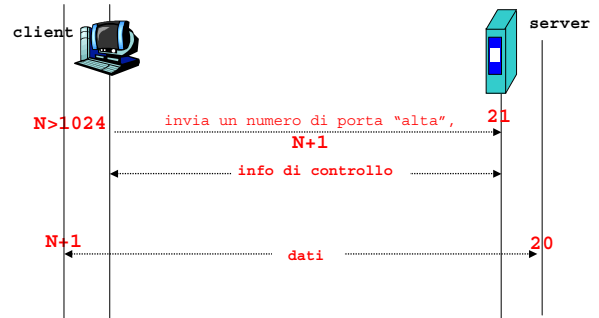 client
server
N>1024
invia un numero di porta “alta”,
21
N+1
info di controllo
N+1
20
dati